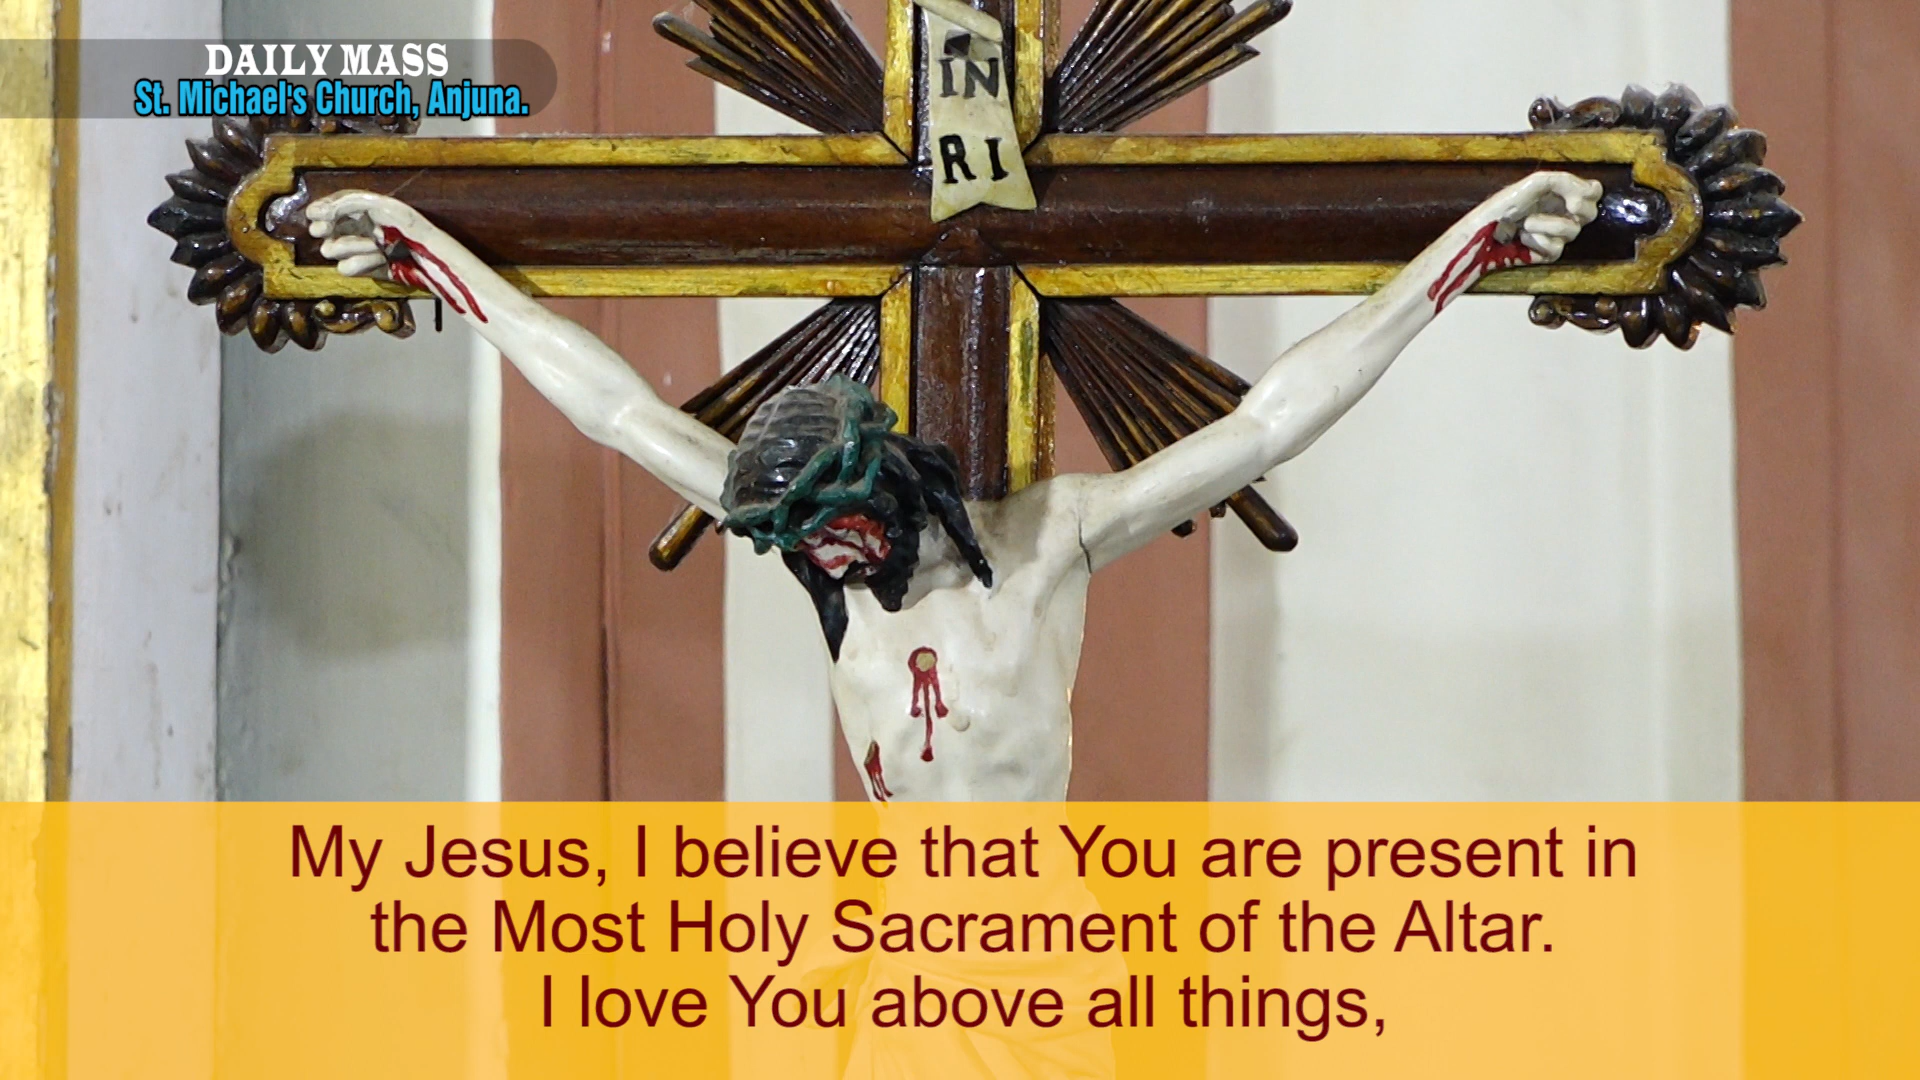 DAILY MASS
St. Michael's Church, Anjuna.
IN
RI
My Jesus, I believe that You are present in
the Most Holy Sacrament of the Altar.
I love You above all things,